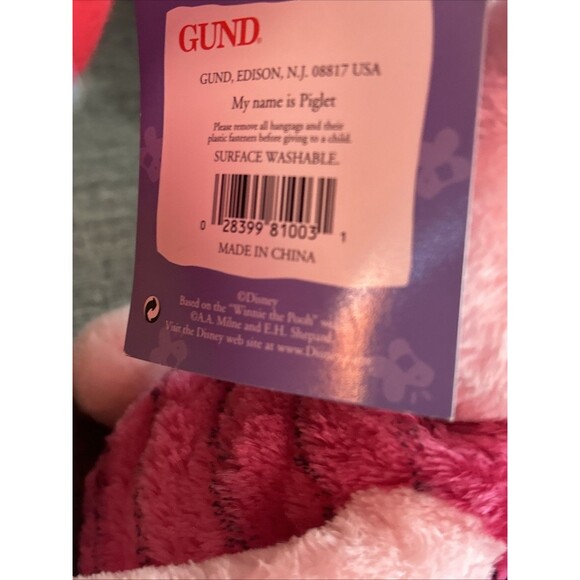 GUND®
GUND, EDISON, N.J. 08817 USA
My name is Piglet
Please remove all hangtags and their
plastic fasteners before giving to a child.
SURFACE WASHABLE.
0 28399 81003 1
MADE IN CHINA
©Disney
Based on the "Winnie the Pooh"
©A.A. Milne and E.H. Shepard.
Visit the Disney web site at